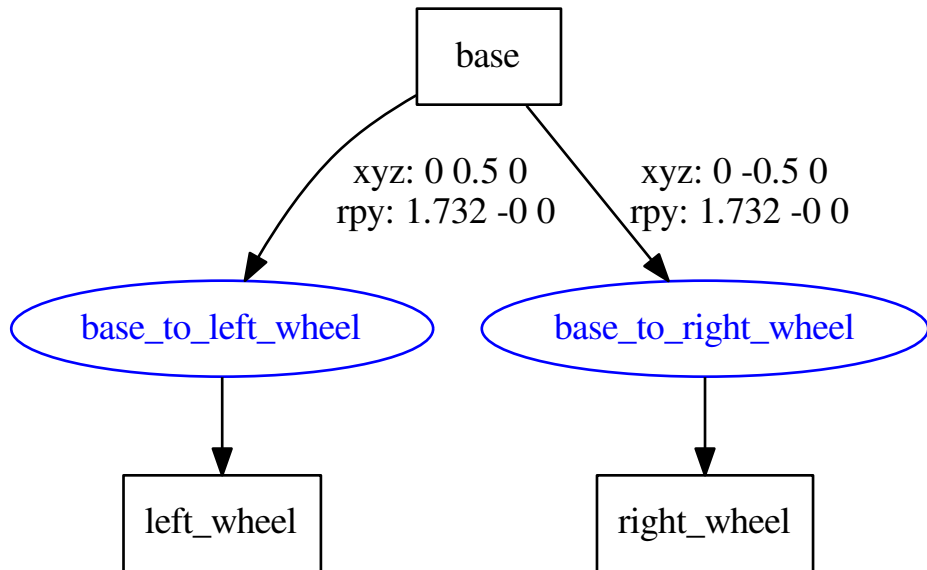 base
xyz: 0 0.5 0
rpy: 1.732 -0 0
xyz: 0 -0.5 0
rpy: 1.732 -0 0
base_to_left_wheel
base_to_right_wheel
left_wheel
right_wheel